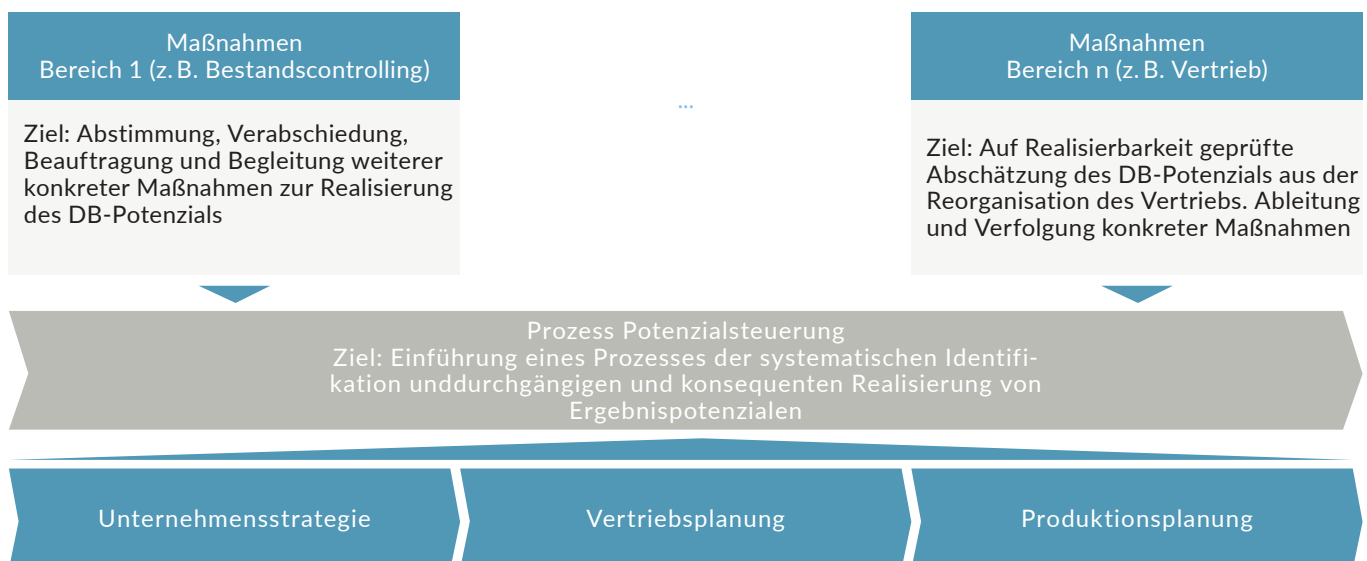 Maßnahmen
Bereich 1 (z. B. Bestandscontrolling)
Ziel: Abstimmung, Verabschiedung,
Beauftragung und Begleitung weiterer
konkreter Maßnahmen zur Realisierung
des DB-Potenzials
...
Maßnahmen
Bereich n (z. B. Vertrieb)
Ziel: Auf Realisierbarkeit geprüfte
Abschätzung des DB-Potenzials aus der
Reorganisation des Vertriebs. Ableitung
und Verfolgung konkreter Maßnahmen
Prozess Potenzialsteuerung
Ziel: Einführung eines Prozesses der systematischen Identifi-
kation unddurchgängigen und konsequenten Realisierung von
Ergebnispotenzialen
Unternehmensstrategie
Vertriebsplanung
Produktionsplanung